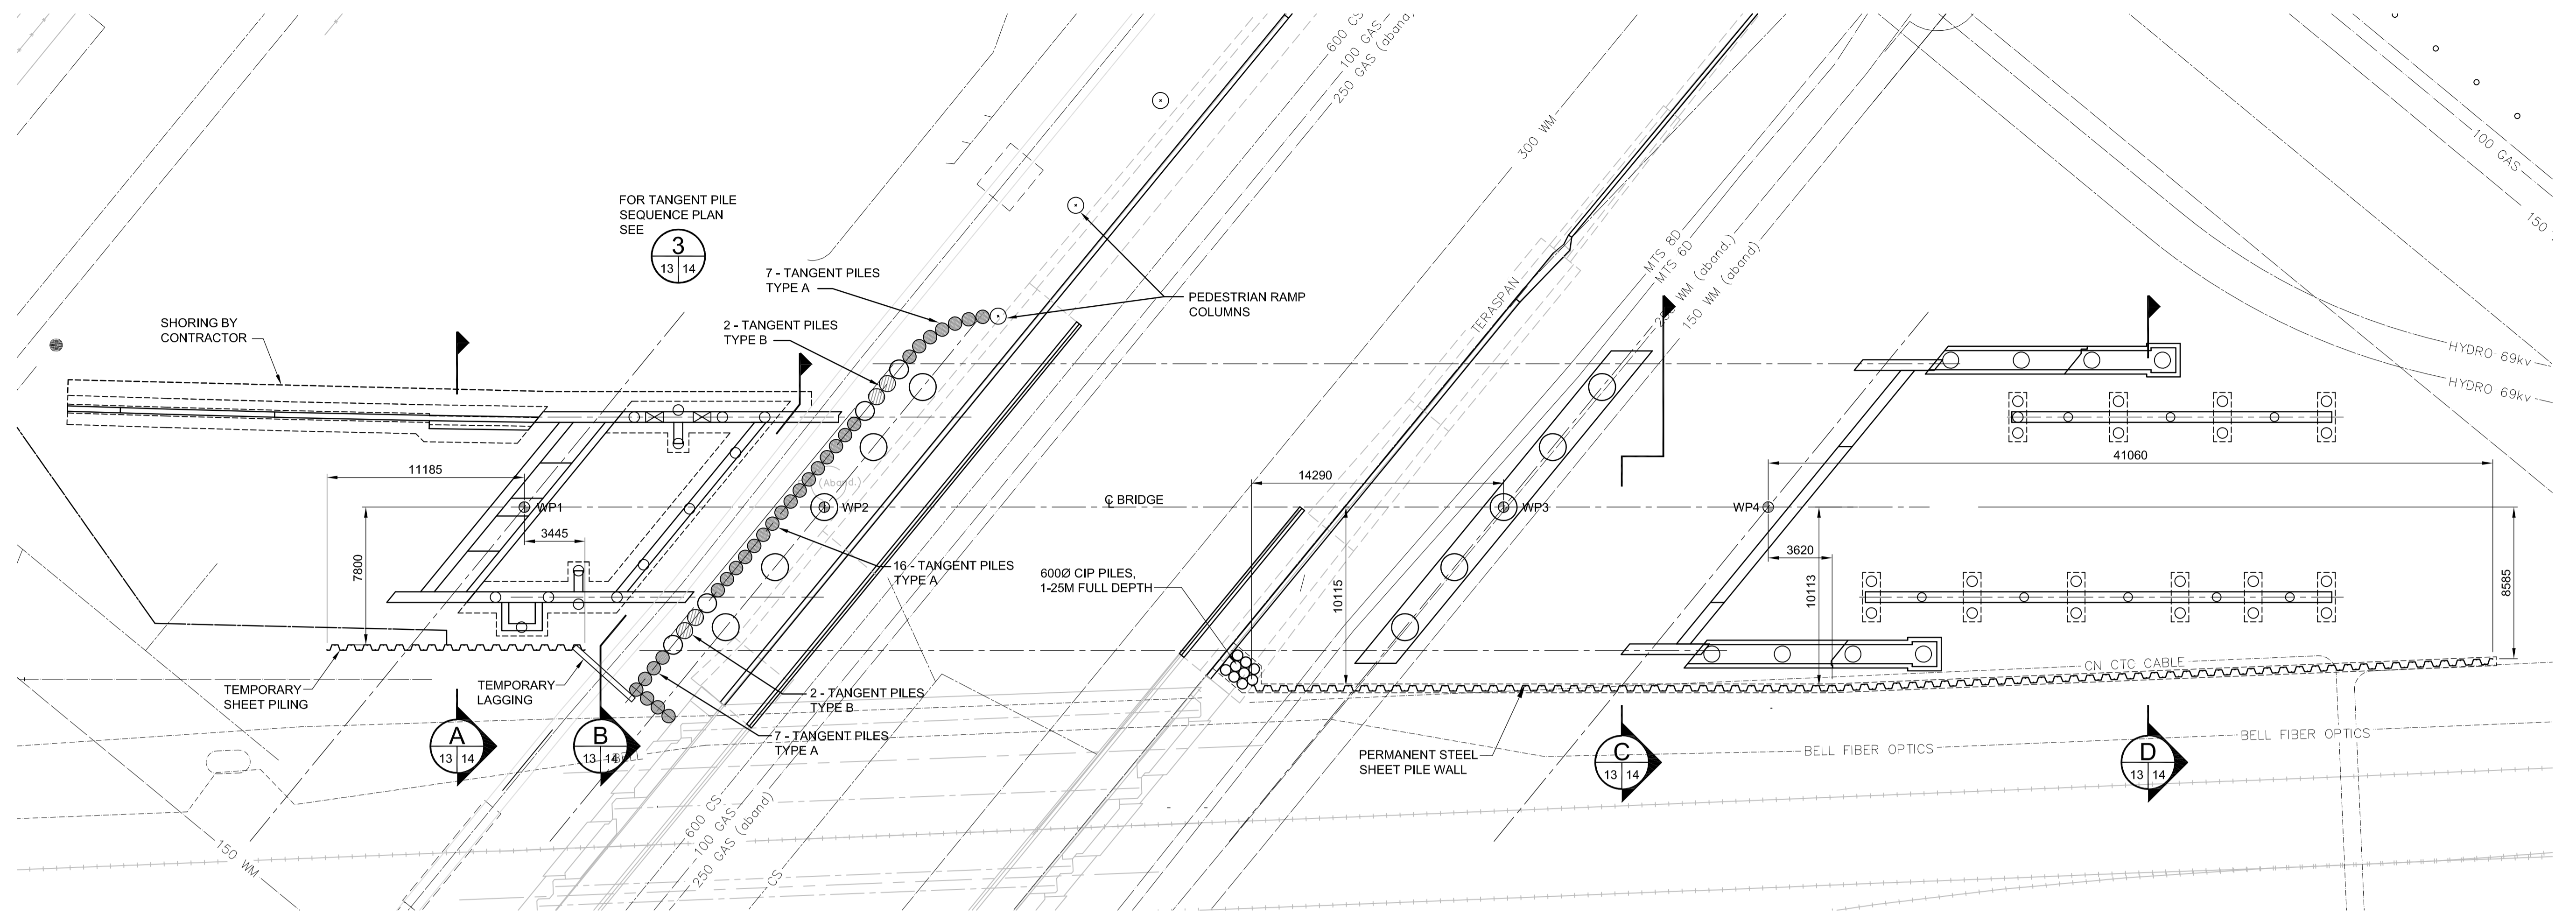 600 CS
100 GAS
250 GAS (aband)
300 WM
100 GAS
150
FOR TANGENT PILE
SEQUENCE PLAN
SEE
3
13 14
7 - TANGENT PILES
TYPE A
2 - TANGENT PILES
TYPE B
PEDESTRIAN RAMP
COLUMNS
SHORING BY
CONTRACTOR
TERASPAN
MTS 8D
MTS 6D
WM (aband.)
150 WM (aband)
HYDRO 69kv
HYDRO 69kv
11185
14290
41060
(Aband.)
℄ BRIDGE
WP1
WP2
WP3
WP4
3445
7800
3620
10115
10113
8585
16 - TANGENT PILES
TYPE A
600Ø CIP PILES,
1-25M FULL DEPTH
CN CTC CABLE
TEMPORARY
SHEET PILING
TEMPORARY
LAGGING
2 - TANGENT PILES
TYPE B
7 - TANGENT PILES
TYPE A
A
13 14
B
13 14
BELL
PERMANENT STEEL
SHEET PILE WALL
C
13 14
BELL FIBER OPTICS
D
13 14
BELL FIBER OPTICS
150 WM
600 CS
100 GAS
250 GAS (aband)
CS